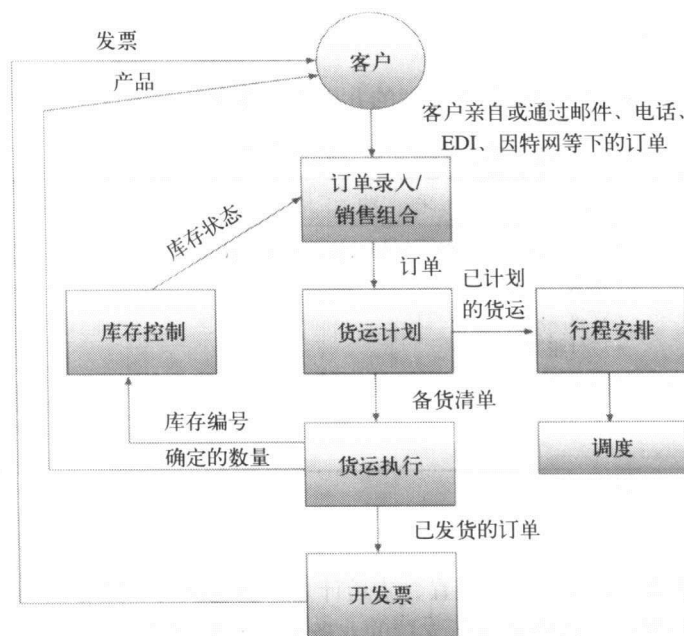 发票
客户
产品
客户亲自或通过邮件、电话、
EDI、因特网等下的订单
订单录入/
销售组合
库存状态
订单
已计划
的货运
库存控制
货运计划
行程安排
备货清单
库存编号
确定的数量
货运执行
调度
已发货的订单
开发票